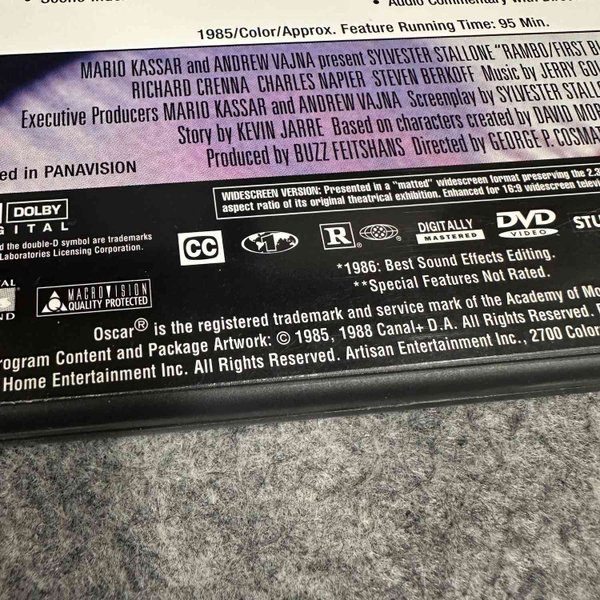 Audio Commentary with Direc
1985/Color/Approx. Feature Running Time: 95 Min.
MARIO KASSAR and ANDREW VAJNA present SYLVESTER STALLONE "RAMBO/FIRST BL
RICHARD CRENNA CHARLES NAPIER STEVEN BERKOFF Music by JERRY GOL
Executive Producers MARIO KASSAR and ANDREW VAJNA Screenplay by SYLVESTER STALL
Story by KEVIN JARRE Based on characters created by DAVID MOR
Produced by BUZZ FEITSHANS Directed by GEORGE P. COSMAT
ed in PANAVISION
WIDESCREEN VERSION: Presented in a "matted" widescreen format preserving the 2.3
aspect ratio of its original theatrical exhibition. Enhanced for 16:9 widescreen telev
DOLBY
GITAL
and the double-D symbol are trademarks
Laboratories Licensing Corporation.
CC
R
DIGITALLY
MASTERED
DVD
VIDEO
STU
*1986: Best Sound Effects Editing.
**Special Features Not Rated.
MACROVISION
QUALITY PROTECTED
Oscar® is the registered trademark and service mark of the Academy of Mo
rogram Content and Package Artwork: © 1985, 1988 Canal+ D.A. All Rights Reserved.
Home Entertainment Inc. All Rights Reserved. Artisan Entertainment Inc., 2700 Color